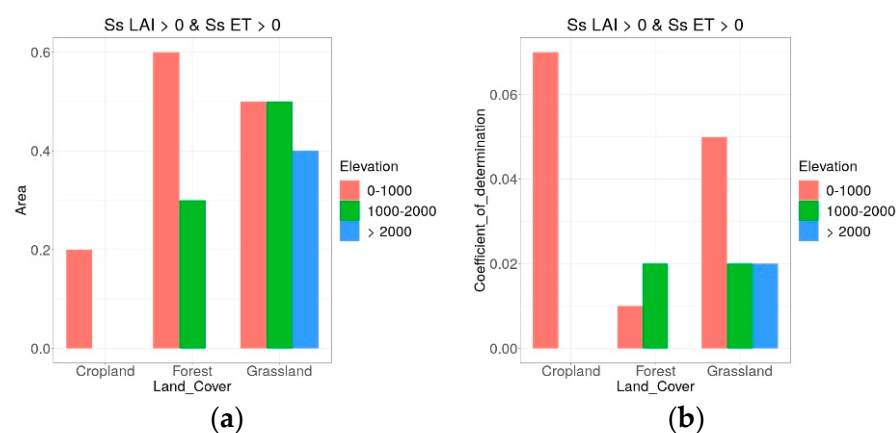 Ss LAI > 0 & Ss ET > 0
0.6
0.4
0.2
0.0
Area
Cropland Forest Grassland
Land_Cover
Elevation
0-1000
1000-2000
> 2000
(a)
Ss LAI > 0 & Ss ET > 0
0.06
0.04
0.02
0.00
Coefficient_of_determination
Cropland Forest Grassland
Land_Cover
Elevation
0-1000
1000-2000
> 2000
(b)